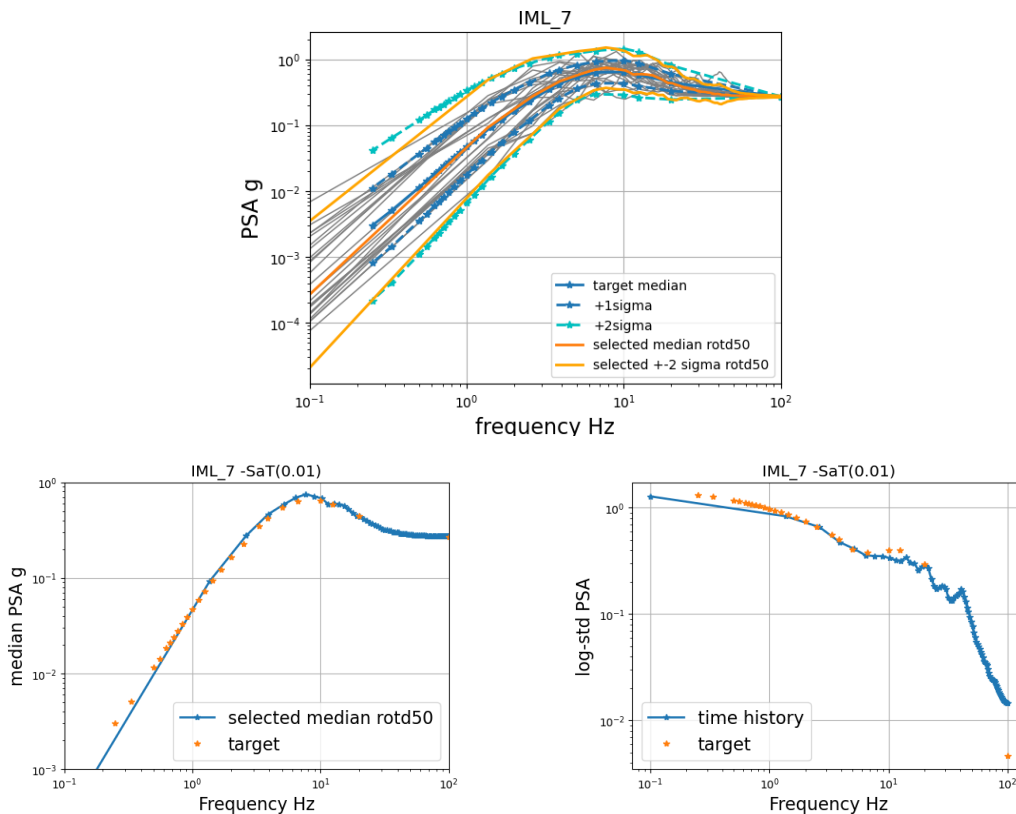 IML_7
PSA g
10⁰
10⁻¹
10⁻²
10⁻³
10⁻⁴
target median
+1sigma
+2sigma
selected median rotd50
selected +-2 sigma rotd50
10⁻¹ 10⁰ 10¹ 10²
frequency Hz
IML_7 -SaT(0.01)
median PSA g
10⁰
10⁻¹
10⁻²
10⁻³
selected median rotd50
target
10⁻¹ 10⁰ 10¹ 10²
Frequency Hz
IML_7 -SaT(0.01)
log-std PSA
10⁰
10⁻¹
10⁻²
time history
target
10⁻¹ 10⁰ 10¹ 10²
Frequency Hz